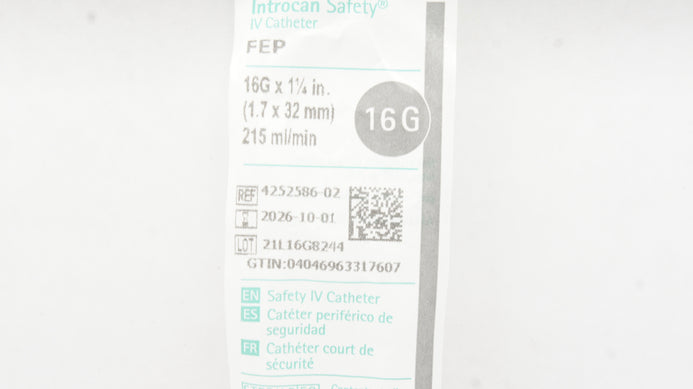 Introcan Safety®
IV Catheter
FEP
16G x 1¼ in.
(1.7 x 32 mm)
215 ml/min
16 G
REF 4252586-02
2026-10-01
LOT 21L16G8244
GTIN:04046963317607
EN Safety IV Catheter
ES Catéter periférico de
seguridad
FR Cathéter court de
sécurité